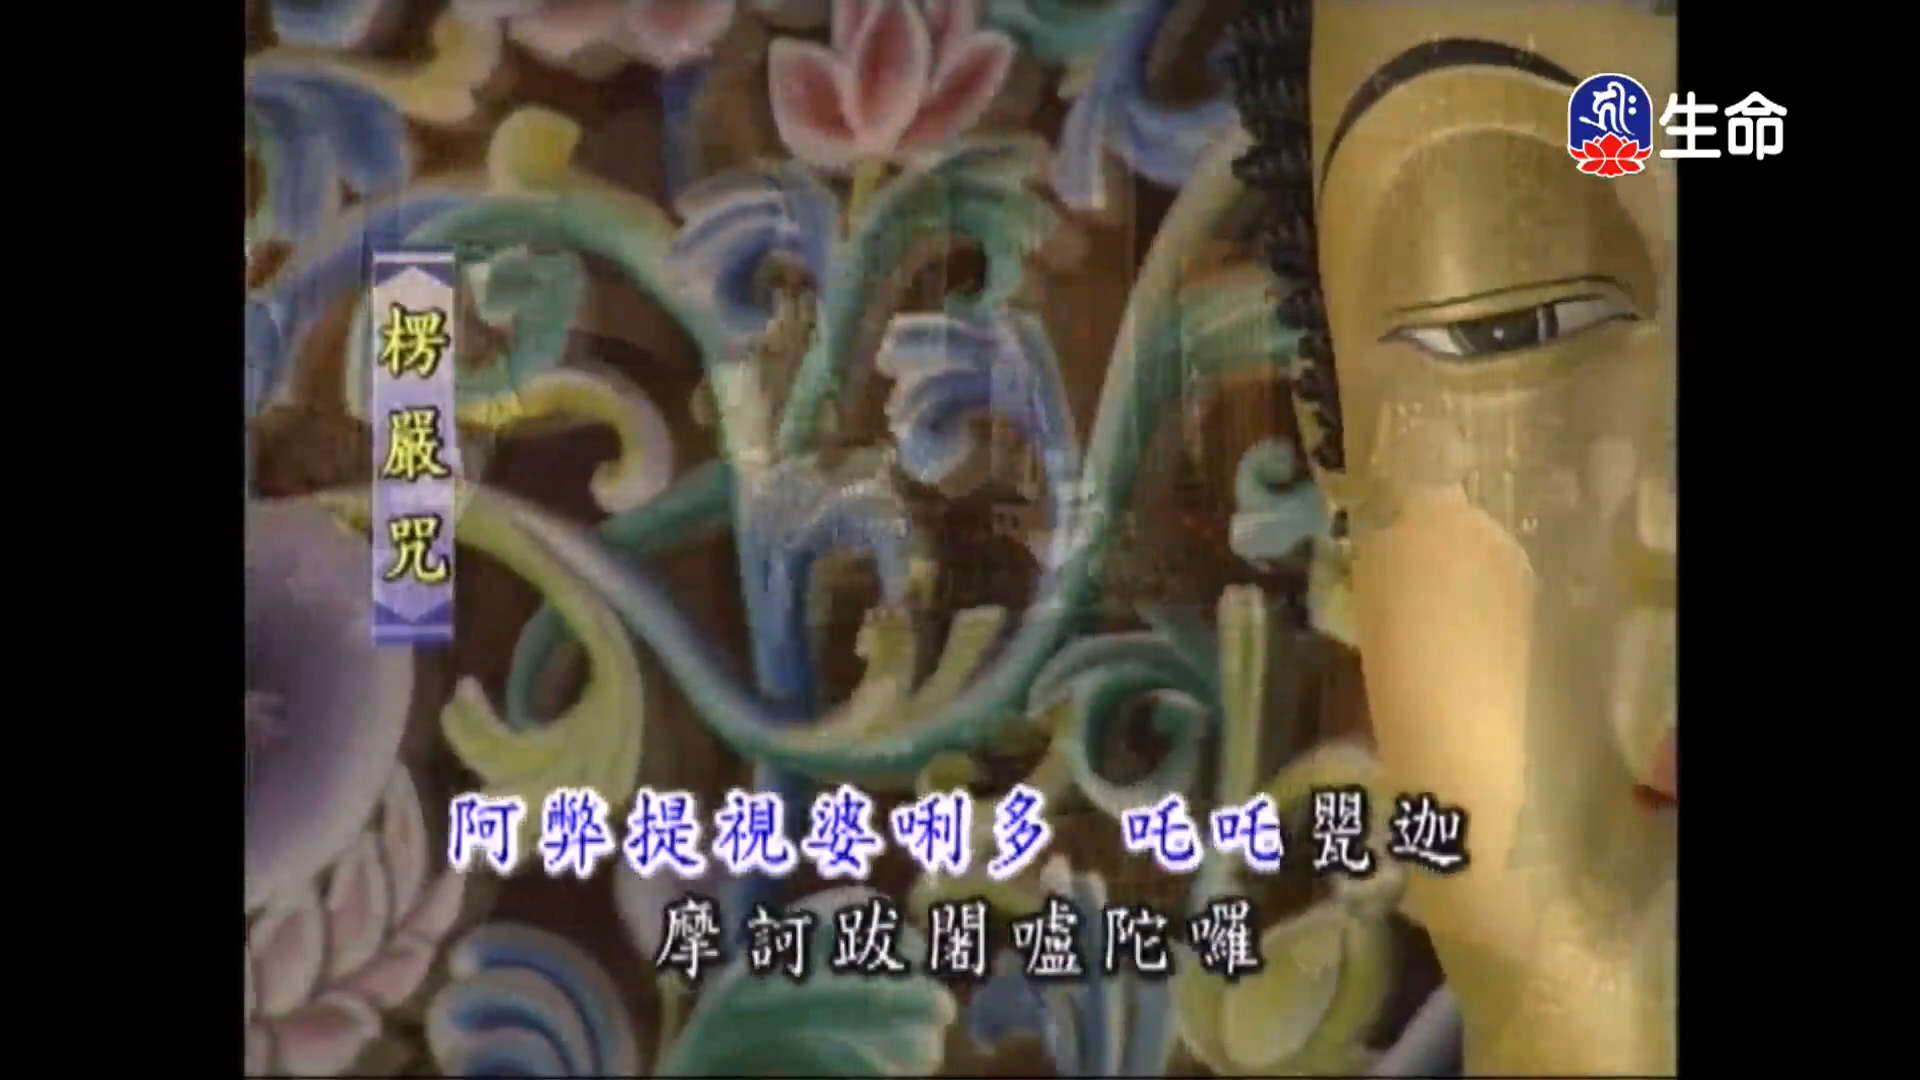 生命
楞嚴咒
阿弊提視婆唎多 吒吒甖迦
摩訶跋闍嚧陀囉